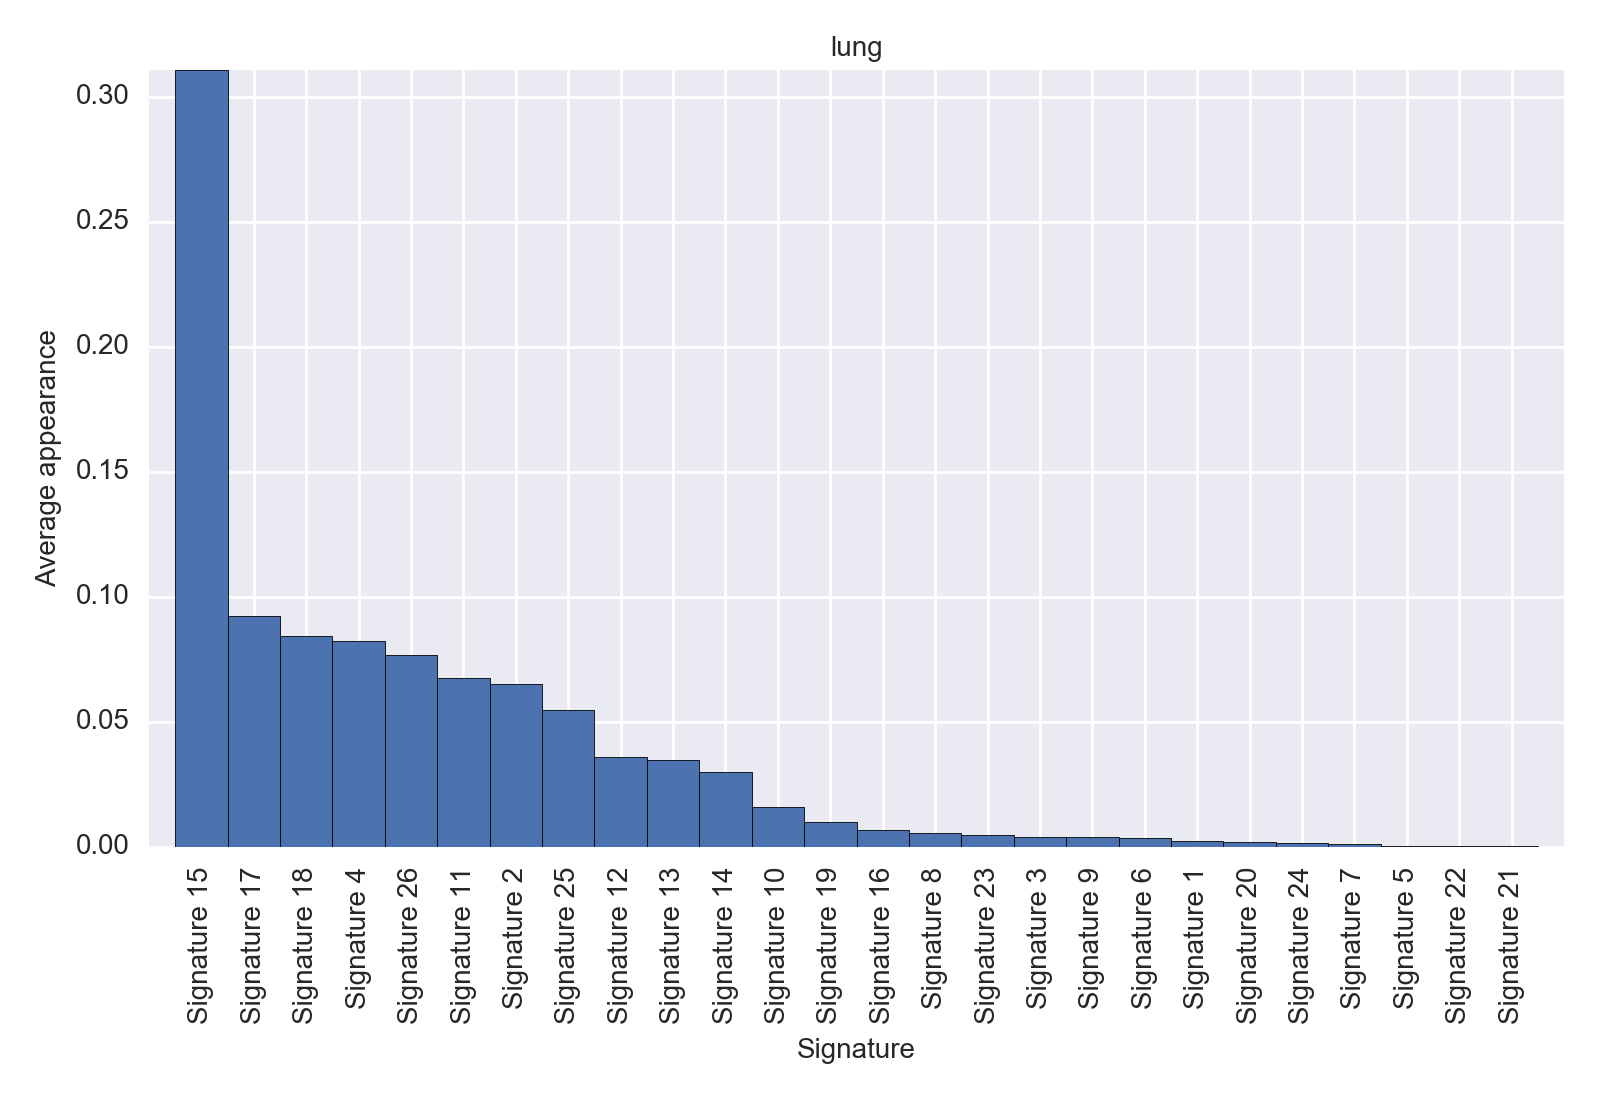 lung
0.30
0.25
0.20
0.15
0.10
0.05
0.00
Average appearance
Signature 15
Signature 17
Signature 18
Signature 4
Signature 26
Signature 11
Signature 2
Signature 25
Signature 12
Signature 13
Signature 14
Signature 10
Signature 19
Signature 16
Signature 8
Signature 23
Signature 3
Signature 9
Signature 6
Signature 1
Signature 20
Signature 24
Signature 7
Signature 5
Signature 22
Signature 21
Signature